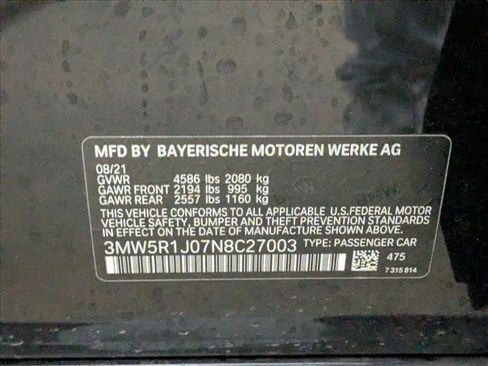 MFD BY BAYERISCHE MOTOREN WERKE AG
08/21
GVWR 4586 lbs 2080 kg
GAWR FRONT 2194 lbs 995 kg
GAWR REAR 2557 lbs 1160 kg
THIS VEHICLE CONFORMS TO ALL APPLICABLE U.S.FEDERAL MOTOR
VEHICLE SAFETY, BUMPER, AND THEFT PREVENTION STANDARDS
IN EFFECT ON THE DATE OF MANUFACTURE SHOWN ABOVE.
3MW5R1J07N8C27003 TYPE: PASSENGER CAR
475
7 315 814